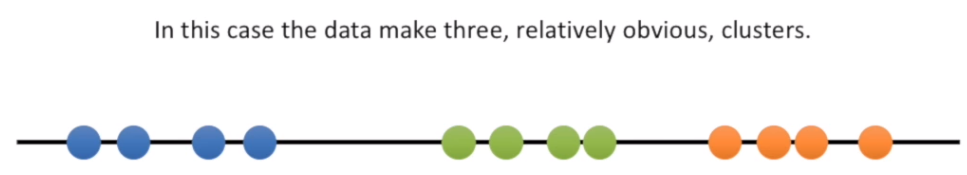 In this case the data make three, relatively obvious, clusters.